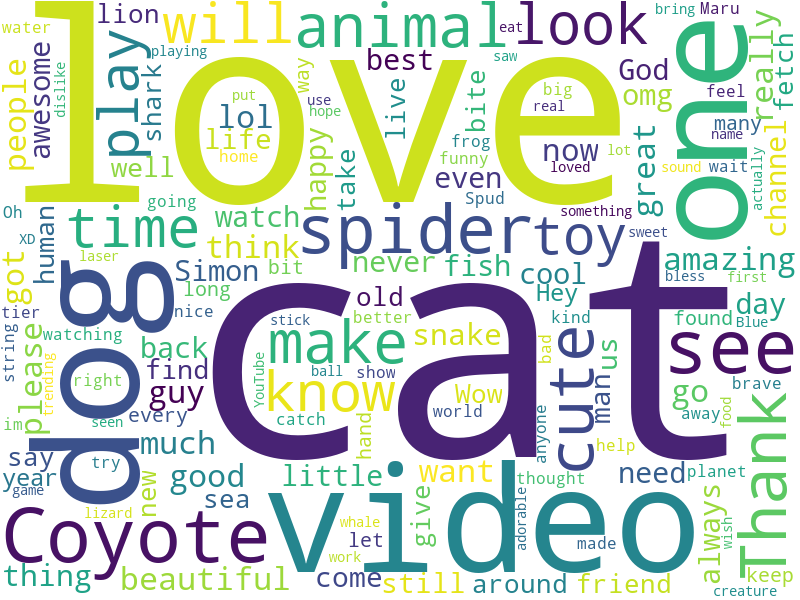 water
lion
will
animal
look
eat
bring
Maru
people
awesome
dislike
play
playing
shark
love
best
saw
way
God
one
really
fetch
put
lol
life
home
use
hope
live
bite
big
real
omg
feel
many
name
channel
well
happy
take
frog
funny
now
loved
lot
great
sound
wait
actually
even
Spud
Oh
going
time
watch
spider
something
toy
sweet
XD
human
laser
think
never
fish
cool
amazing
got
tier
dog
Simon
bit
old
Hey
kind
bless
first
long
nice
better
cat
found
day
Blue
string
please
watching
trending
back
stick
make
snake
cute
bad
man
us
see
right
find
guy
YouTube
ball
show
know
Wow
go
brave
im
seen
every
catch
world
anyone
away
food
say
try
much
hand
help
Thank
year
game
new
good
little
want
thought
need
planet
lizard
sea
video
Coyote
whale
let
give
adorable
made
always
wish
thing
beautiful
work
come
still
around
friend
keep
creature